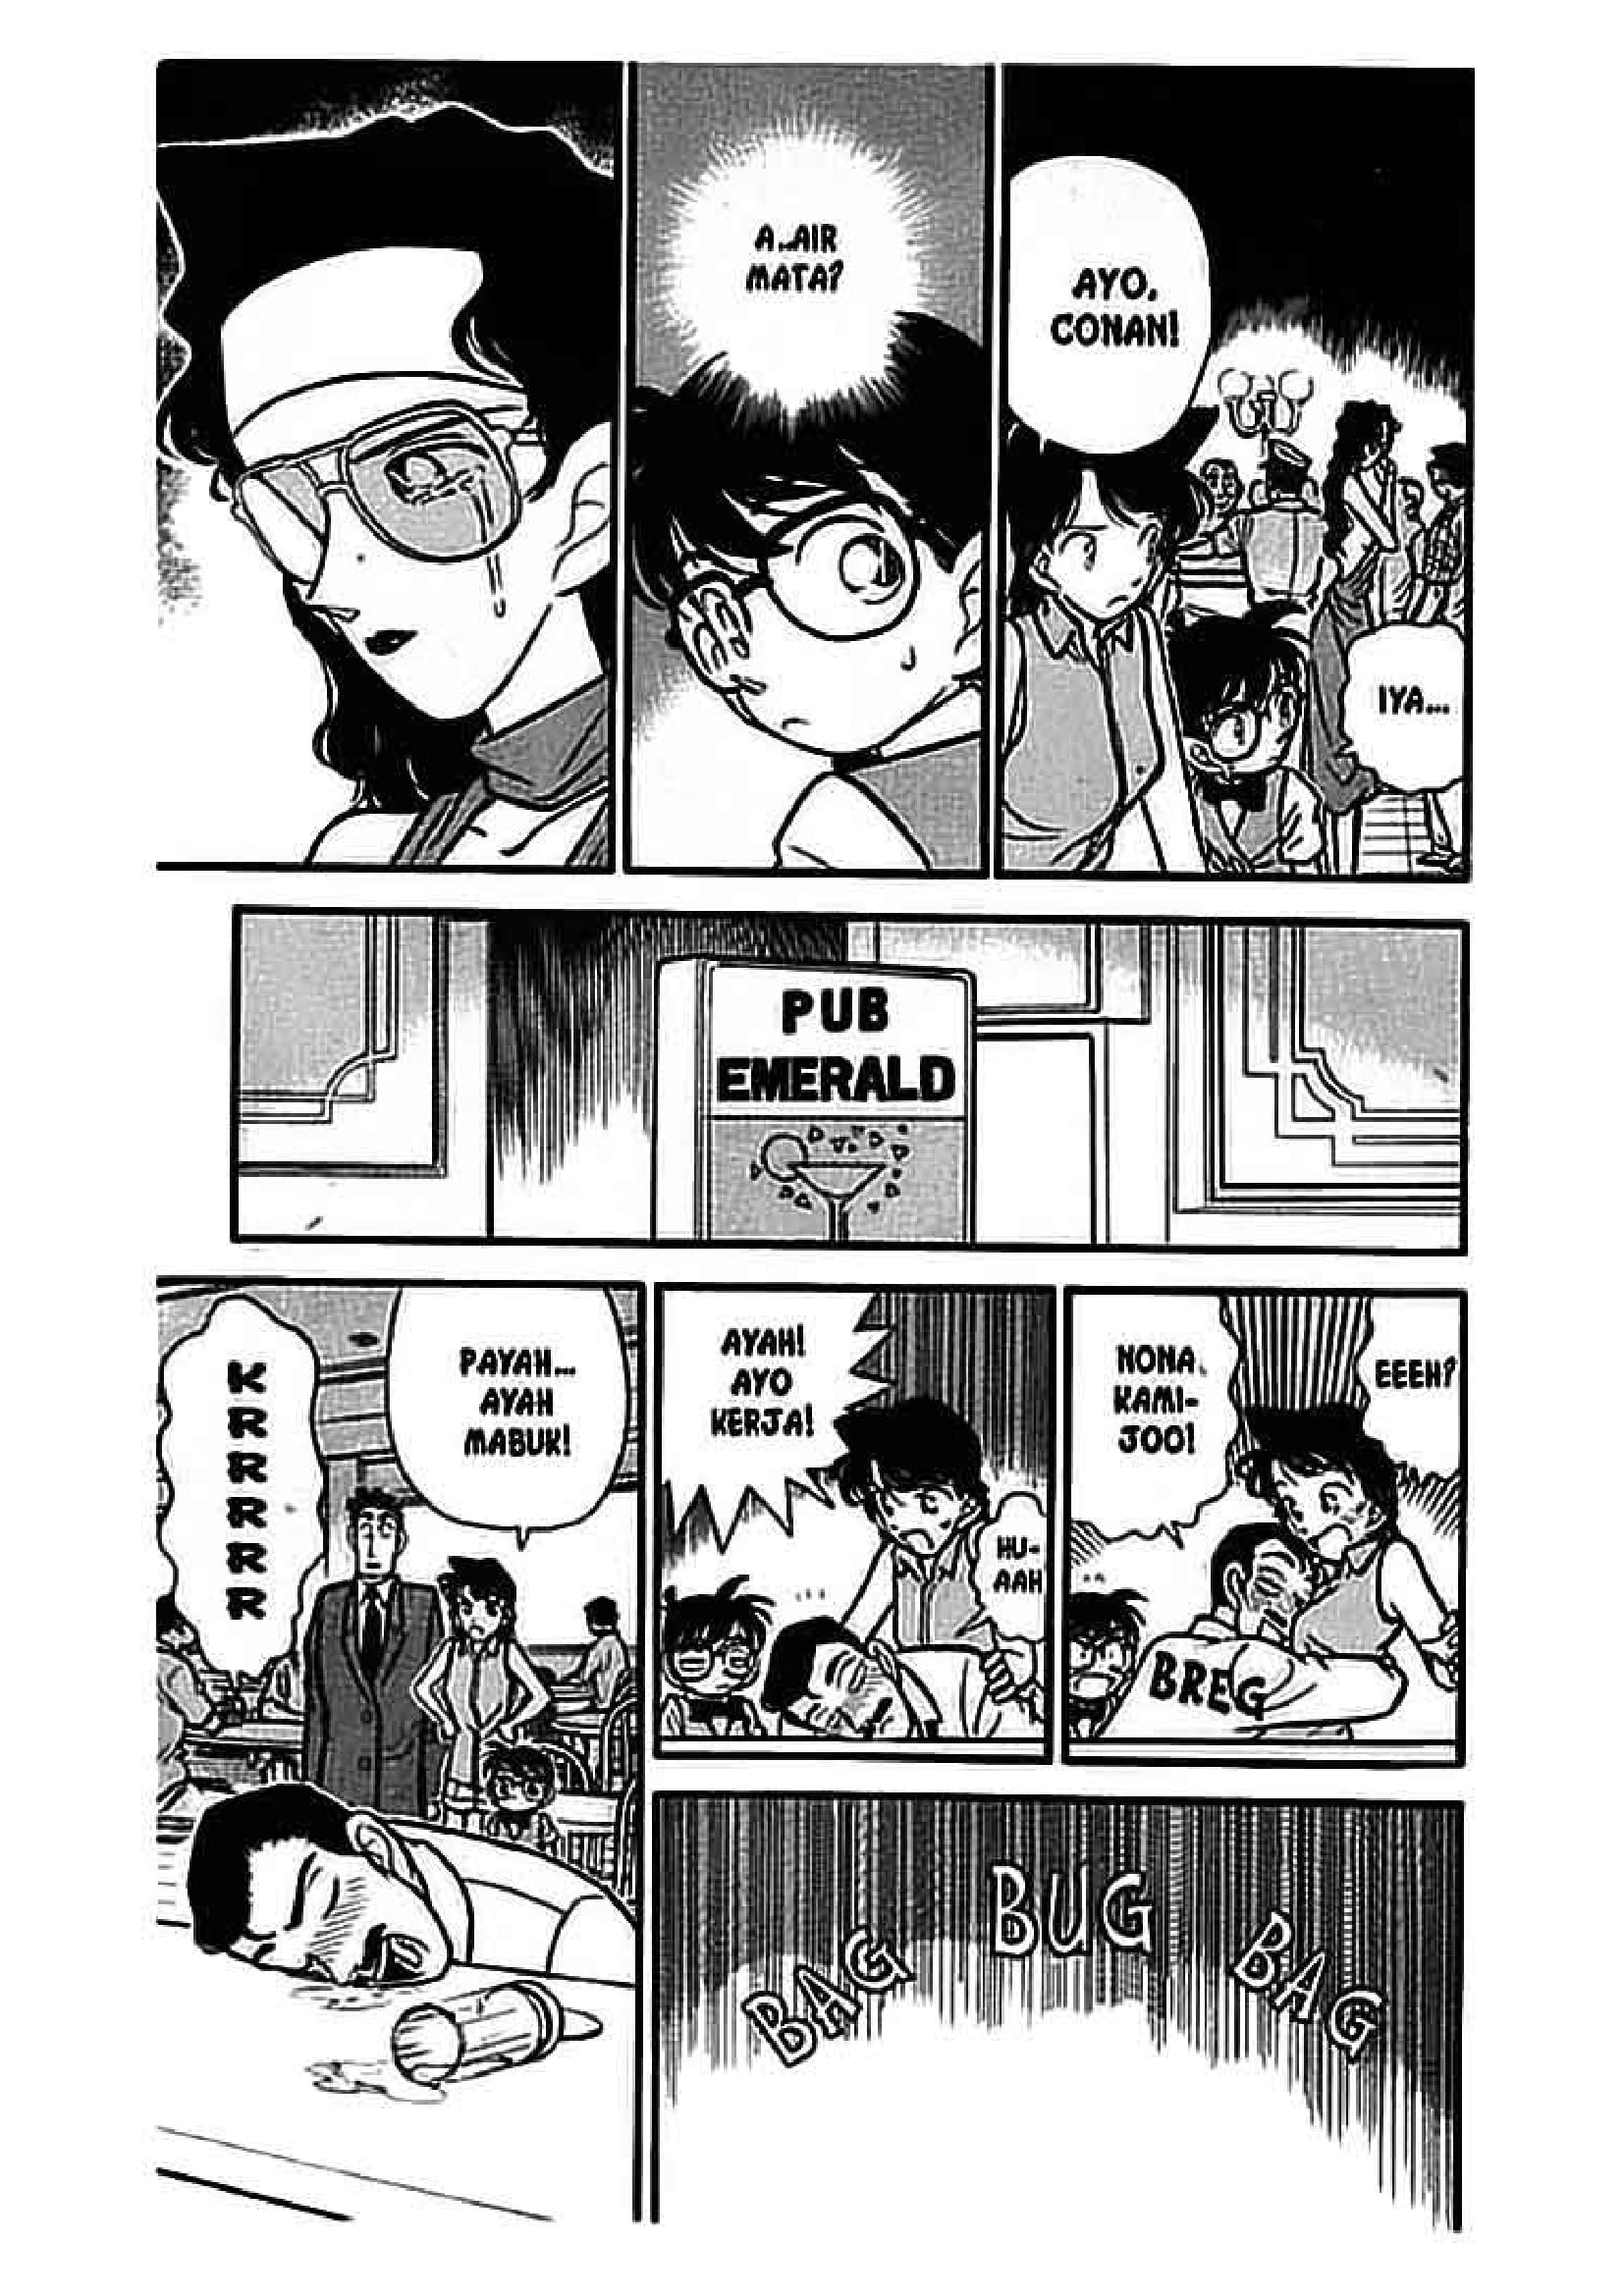 A..AIR
MATA?
AYO,
CONAN!
IYA...
PUB
EMERALD
KRRRRR
PAYAH...
AYAH
MABUK!
AYAH!
AYO
KERJA!
HU-
AAH
NONA
KAMI-
JOO!
EEEH?
BREG
BAG
BUG
BAG